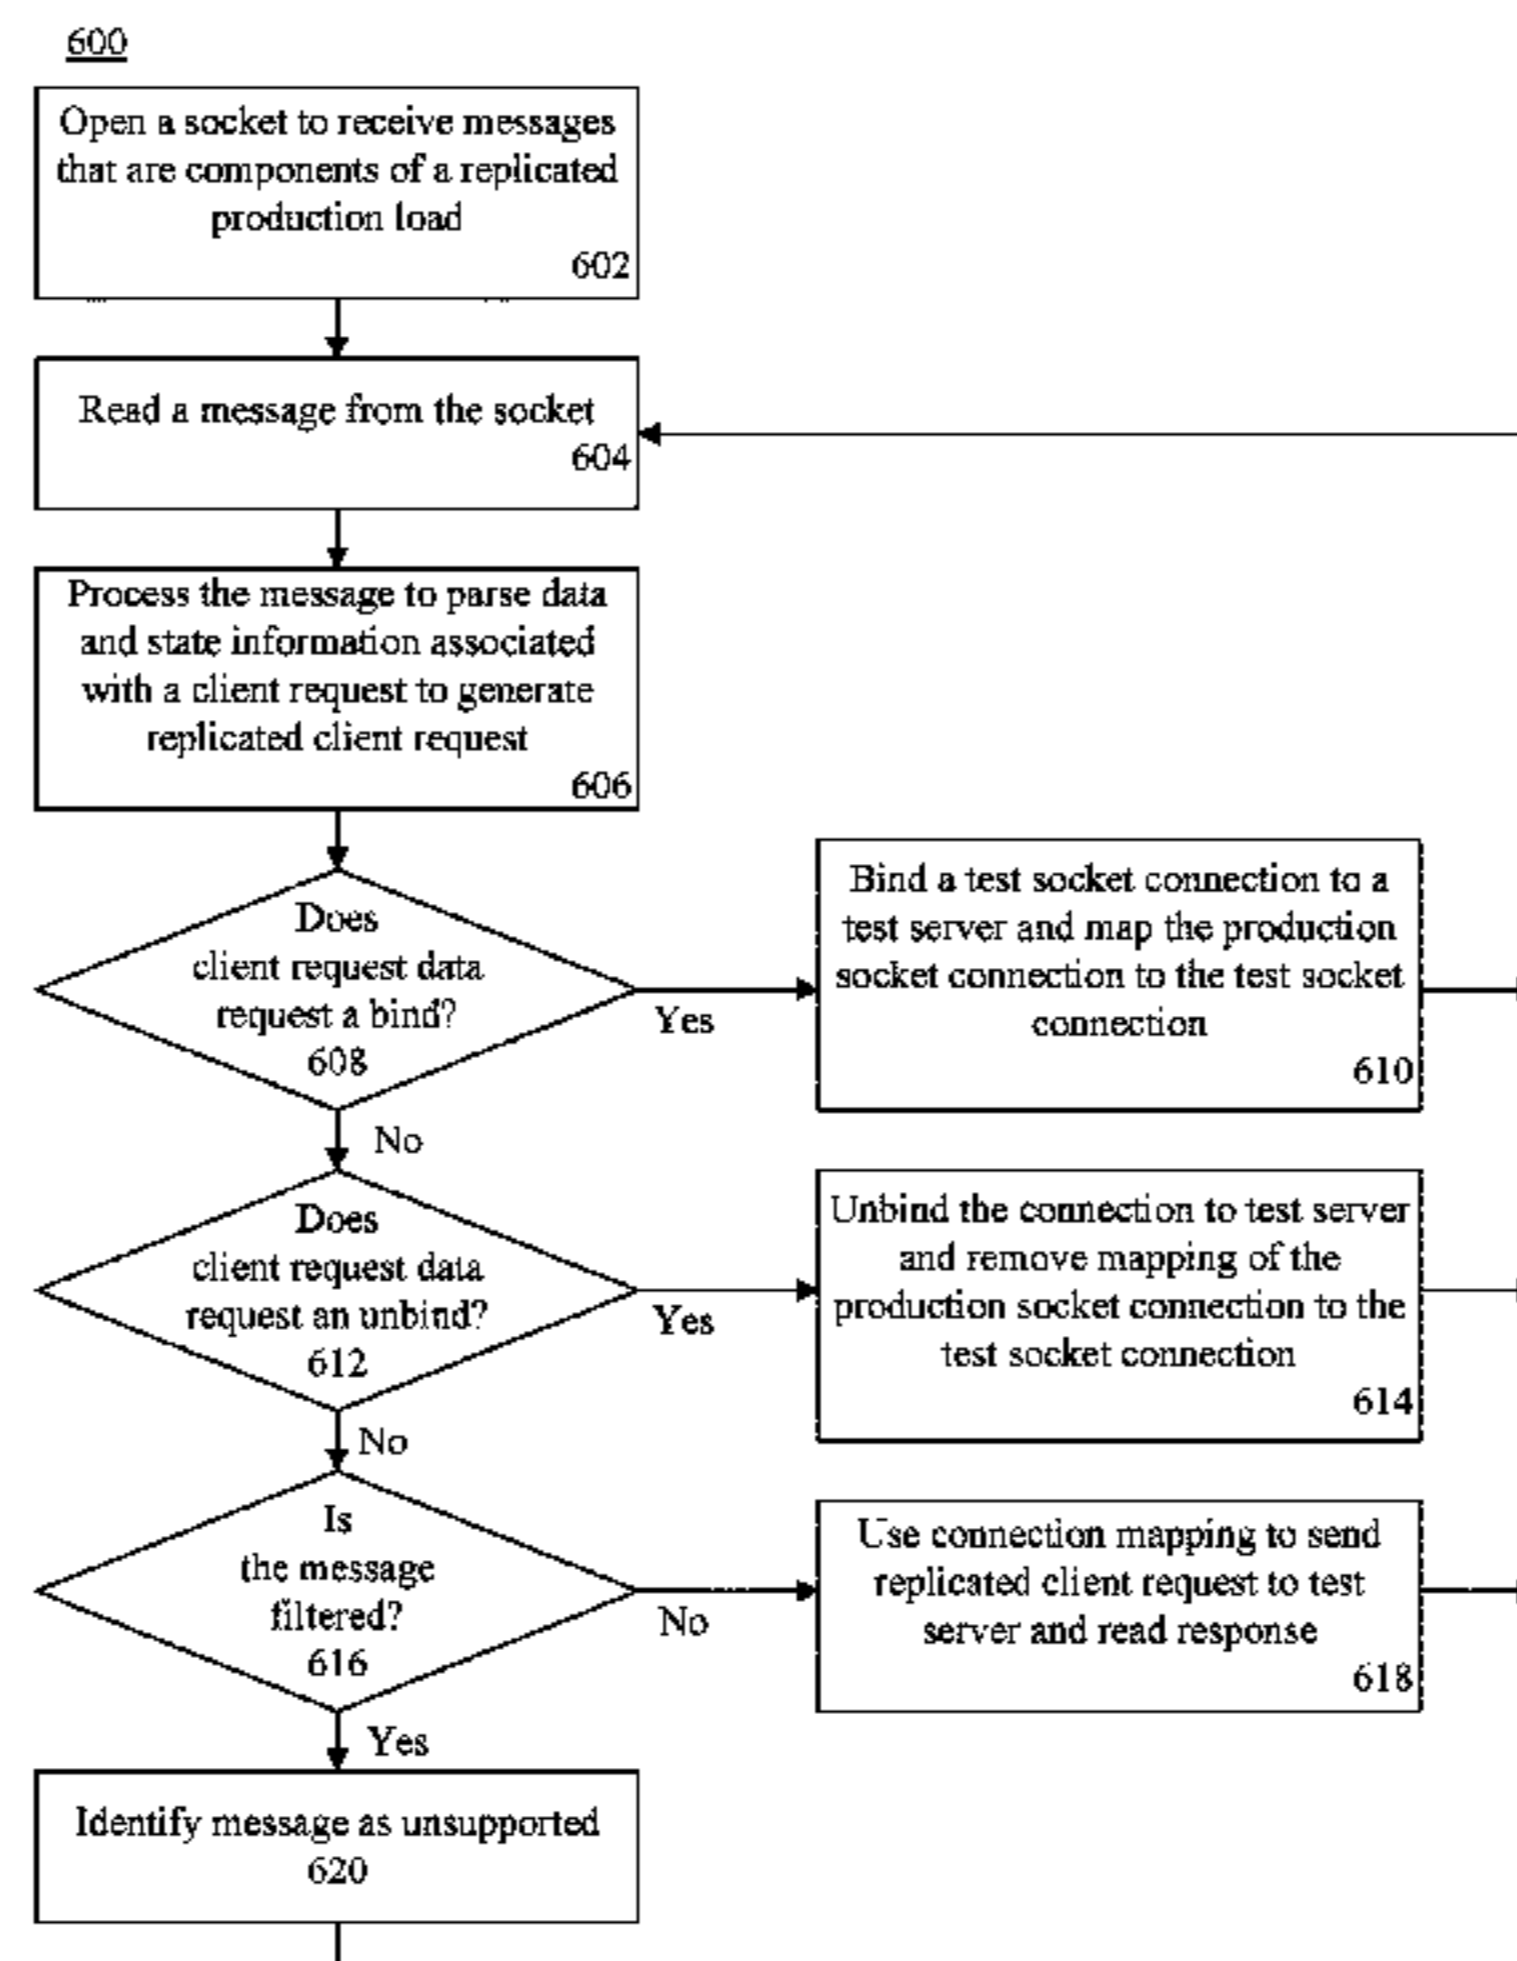 600
Open a socket to receive messages
that are components of a replicated
production load
602
Read a message from the socket
604
Process the message to parse data
and state information associated
with a client request to generate
replicated client request
606
Does
client request data
request a bind?
608
Yes
No
Bind a test socket connection to a
test server and map the production
socket connection to the test socket
connection
610
Does
client request data
request an unbind?
612
Yes
No
Unbind the connection to test server
and remove mapping of the
production socket connection to the
test socket connection
614
Is
the message
filtered?
616
No
Yes
Use connection mapping to send
replicated client request to test
server and read response
618
Identify message as unsupported
620